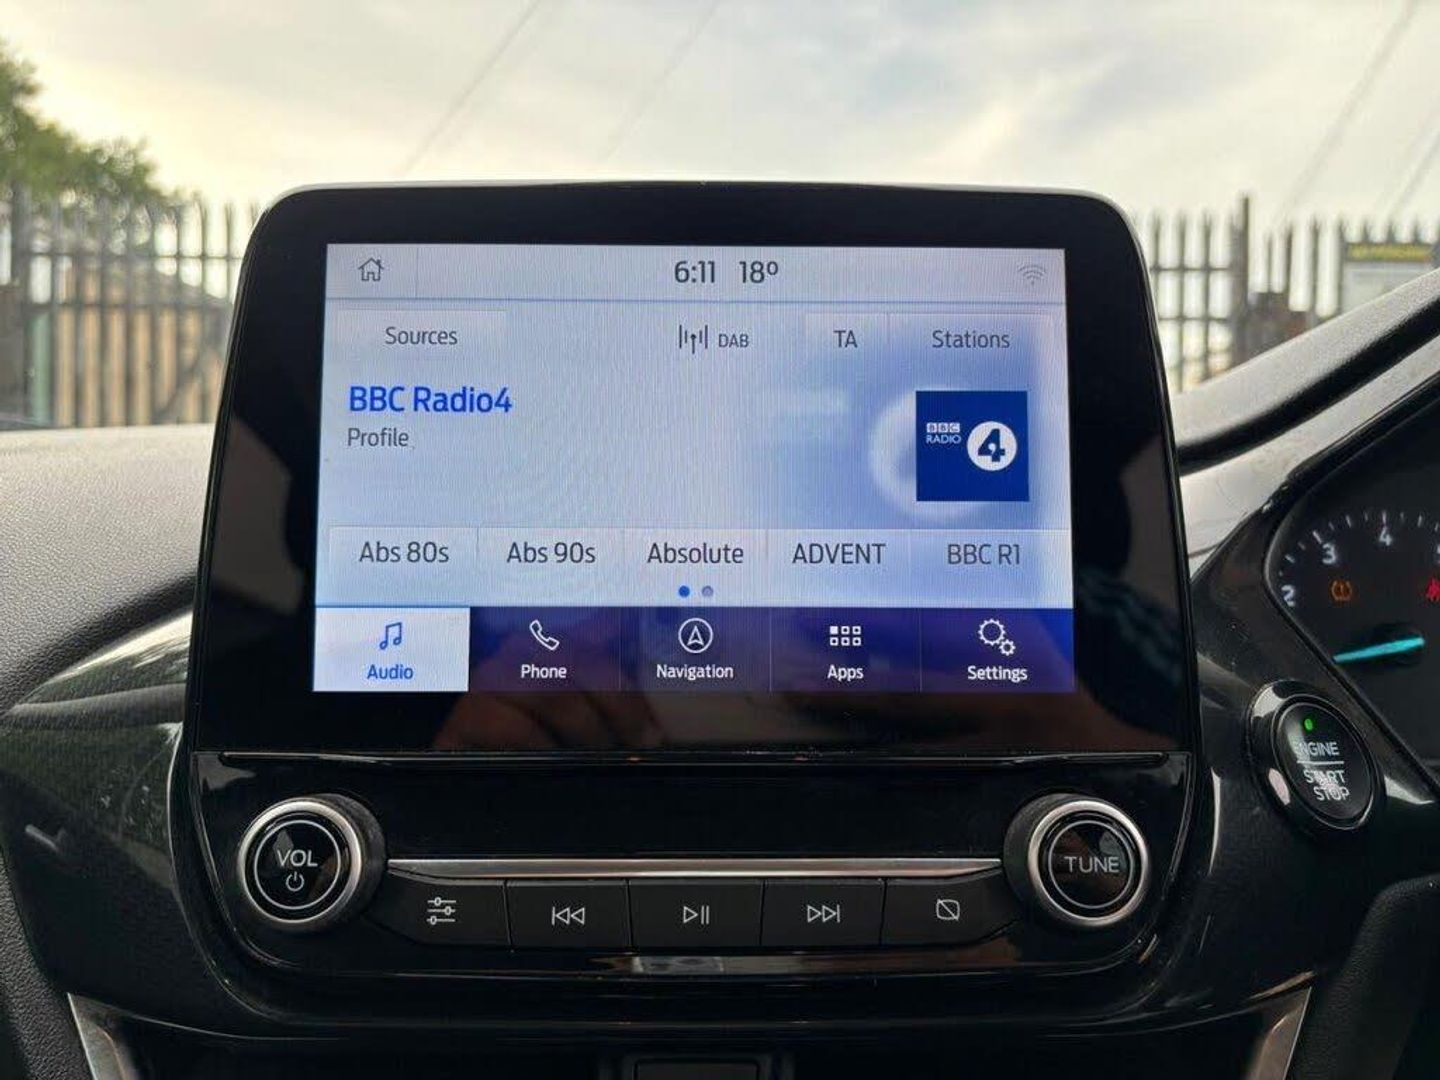 6:11 18º
Sources DAB TA Stations
BBC Radio4
Profile
BBC
RADIO 4
Abs 80s Abs 90s Absolute ADVENT BBC R1
Audio Phone Navigation Apps Settings
VOL
TUNE
ENGINE
START
STOP
2 3 4